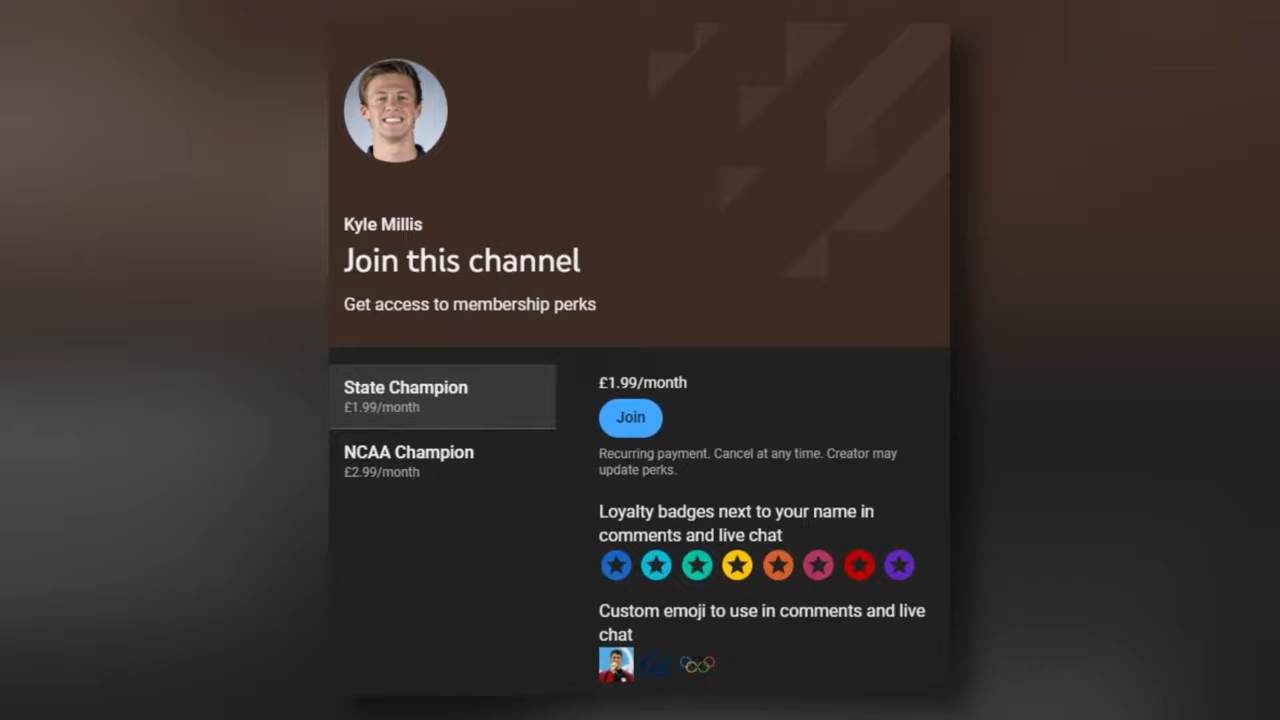 Kyle Millis
Join this channel
Get access to membership perks
State Champion
£1.99/month
NCAA Champion
£2.99/month
£1.99/month
Join
Recurring payment. Cancel at any time. Creator may
update perks.
Loyalty badges next to your name in
comments and live chat
Custom emoji to use in comments and live
chat
Cal